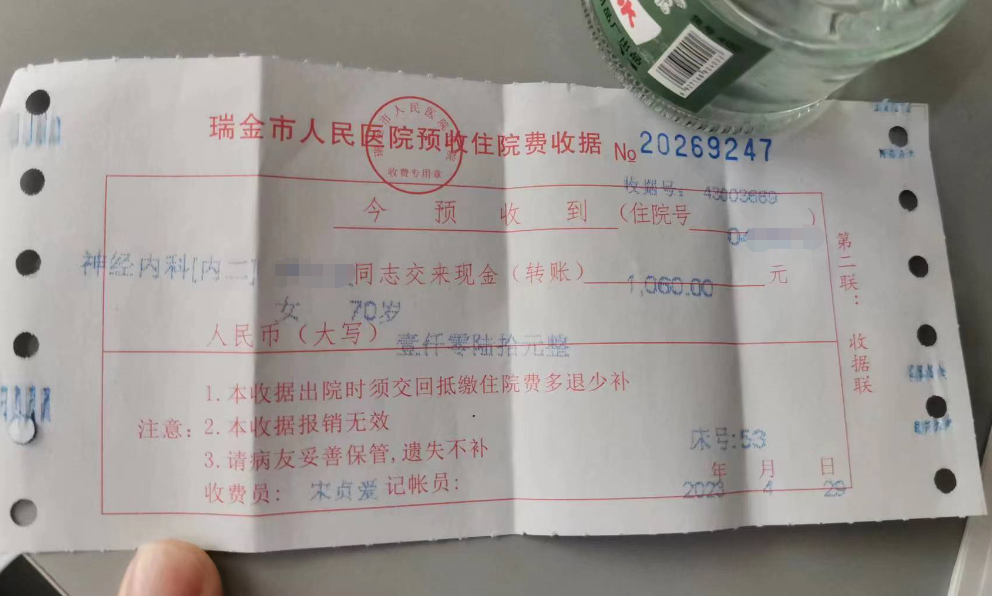 瑞金市人民医院预收住院费收据 № 20269247
收费专用章
收据号: 43003669
今预收到（住院号 0 ）
神经内科[内二] 同志交来现金（转账） 1,060.00 元
女 70岁
人民币（大写） 壹仟零陆拾元整
第二联：收据联
注意:
1.本收据出院时须交回抵缴住院费多退少补
2.本收据报销无效
3.请病友妥善保管,遗失不补
床号:53
收费员: 宋贞爱 记帐员:
2023 年 4 月 29 日